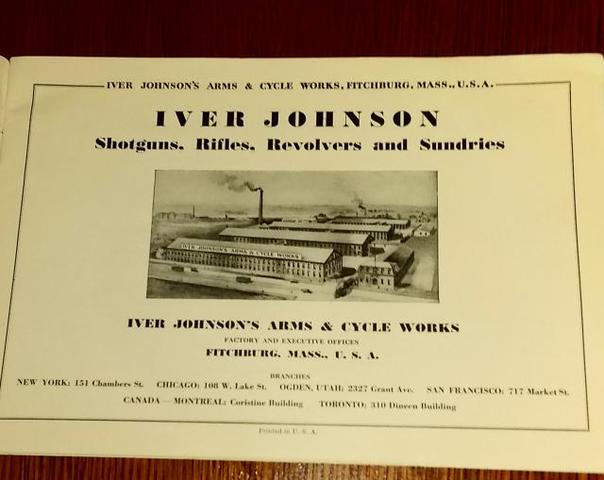 IVER JOHNSON'S ARMS & CYCLE WORKS, FITCHBURG, MASS., U.S.A.
IVER JOHNSON
Shotguns, Rifles, Revolvers and Sundries
IVER JOHNSON'S ARMS & CYCLE WORKS
IVER JOHNSON'S ARMS & CYCLE WORKS
FACTORY AND EXECUTIVE OFFICES
FITCHBURG, MASS., U. S. A.
BRANCHES
NEW YORK: 151 Chambers St. CHICAGO: 108 W. Lake St. OGDEN, UTAH: 2327 Grant Ave. SAN FRANCISCO: 717 Market St.
CANADA — MONTREAL: Coristine Building TORONTO: 310 Dineen Building
Printed in U. S. A.